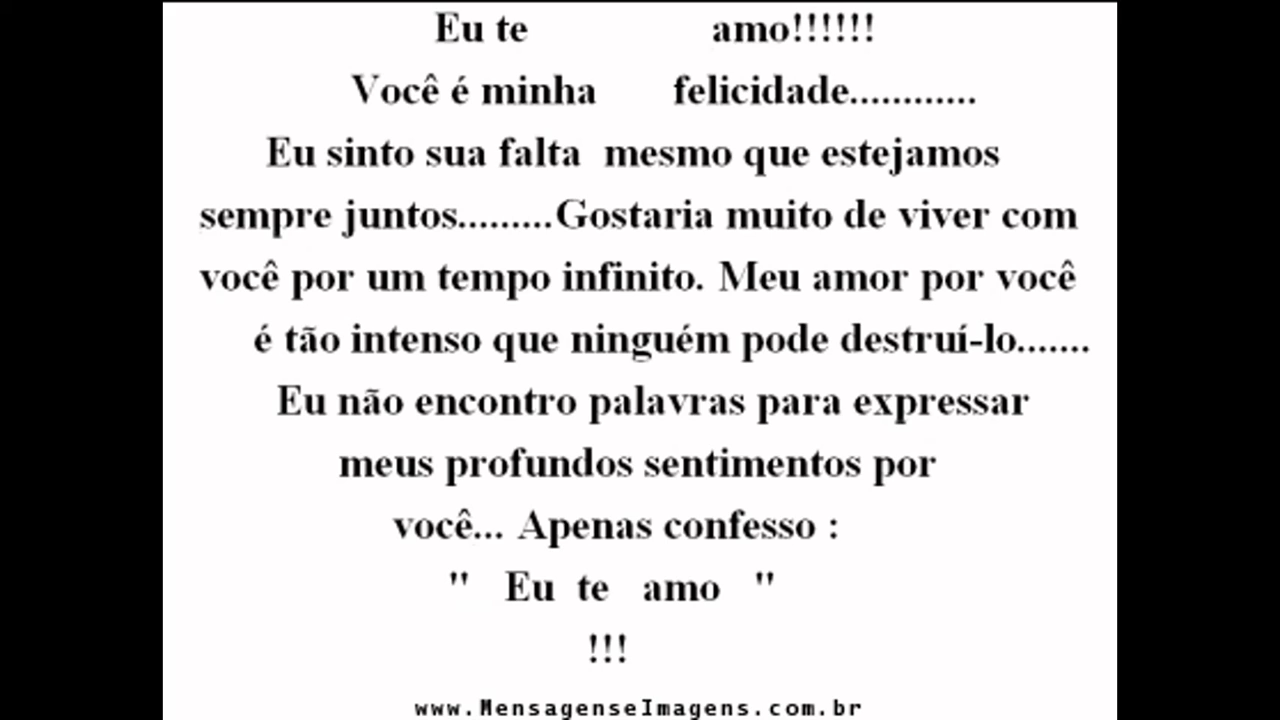 Eu te amo!!!!!!
Você é minha felicidade............
Eu sinto sua falta mesmo que estejamos
sempre juntos.........Gostaria muito de viver com
você por um tempo infinito. Meu amor por você
é tão intenso que ninguém pode destruí-lo.......
Eu não encontro palavras para expressar
meus profundos sentimentos por
você... Apenas confesso :
" Eu te amo "
!!!
www.MensagenseImagens.com.br